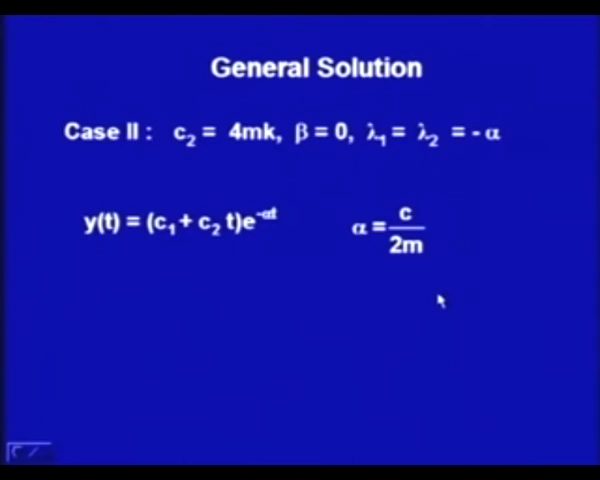 General Solution
Case II : c₂ = 4mk, β = 0, λ₁ = λ₂ = - α
y(t) = (c₁ + c₂ t)e^-αt α = c/2m